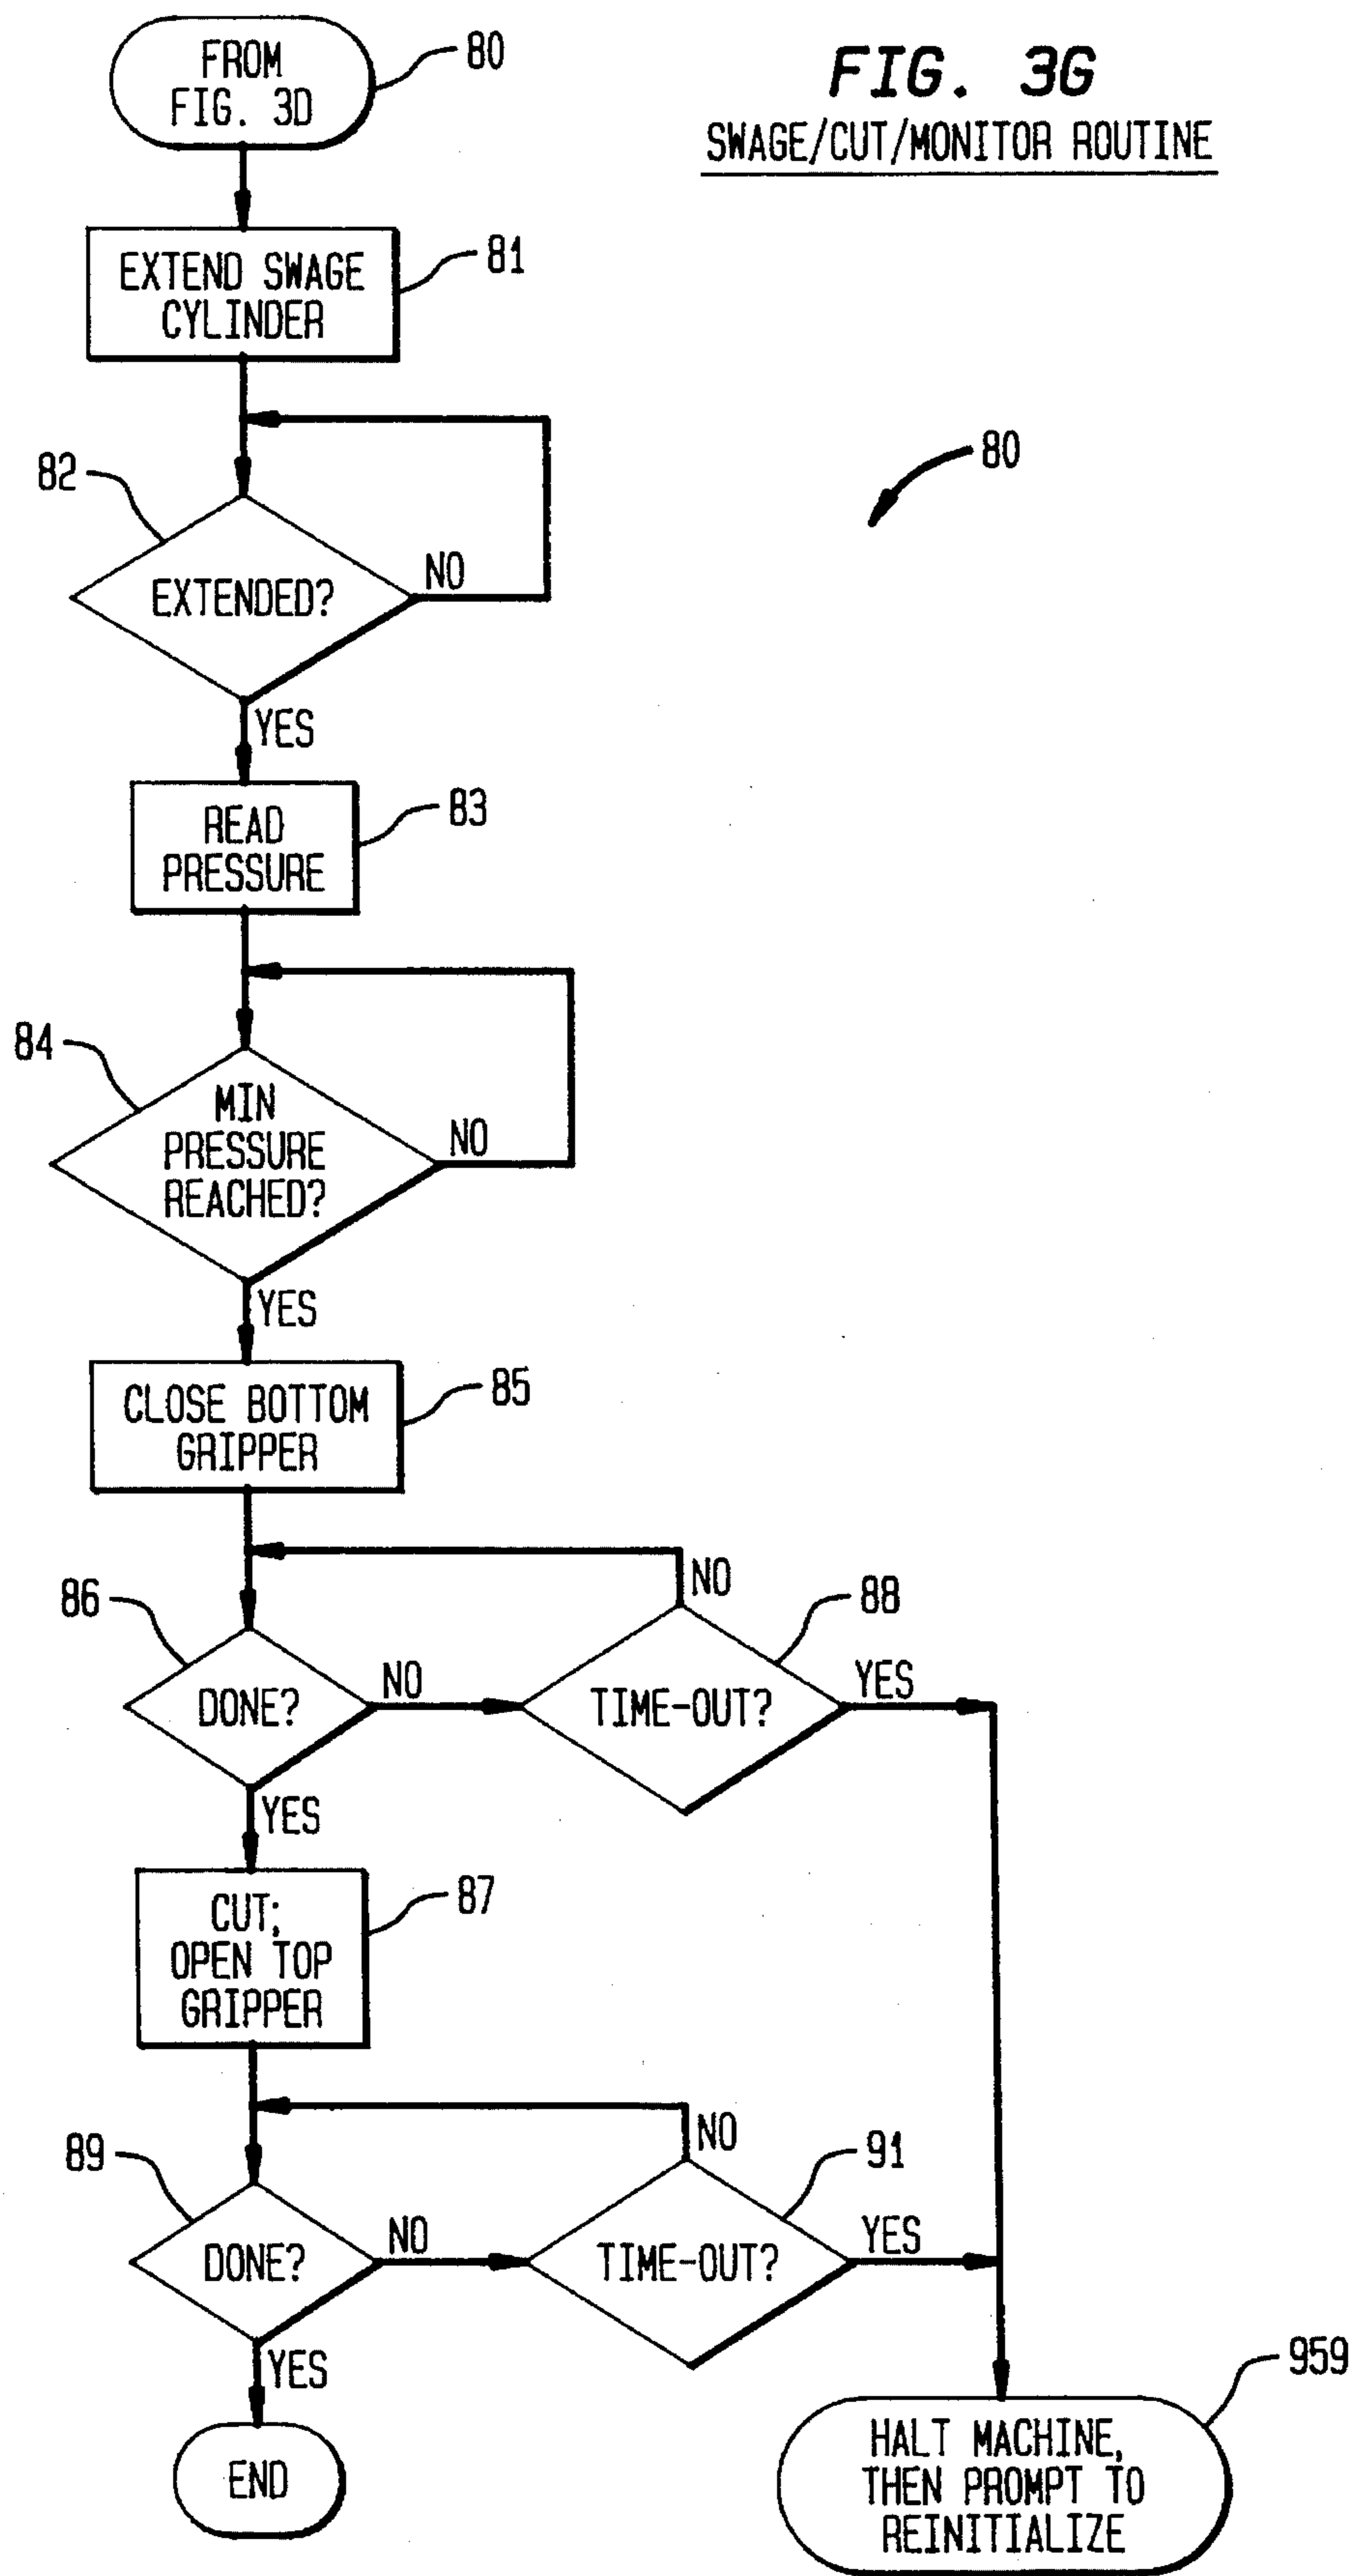 FIG. 3G
SWAGE/CUT/MONITOR ROUTINE
FROM
FIG. 3D
80
EXTEND SWAGE
CYLINDER
81
80
82
EXTENDED?
NO
YES
READ
PRESSURE
83
84
MIN
PRESSURE
REACHED?
NO
YES
CLOSE BOTTOM
GRIPPER
85
86
DONE?
NO
YES
88
TIME-OUT?
NO
YES
CUT;
OPEN TOP
GRIPPER
87
89
DONE?
NO
YES
91
TIME-OUT?
NO
YES
END
959
HALT MACHINE,
THEN PROMPT TO
REINITIALIZE